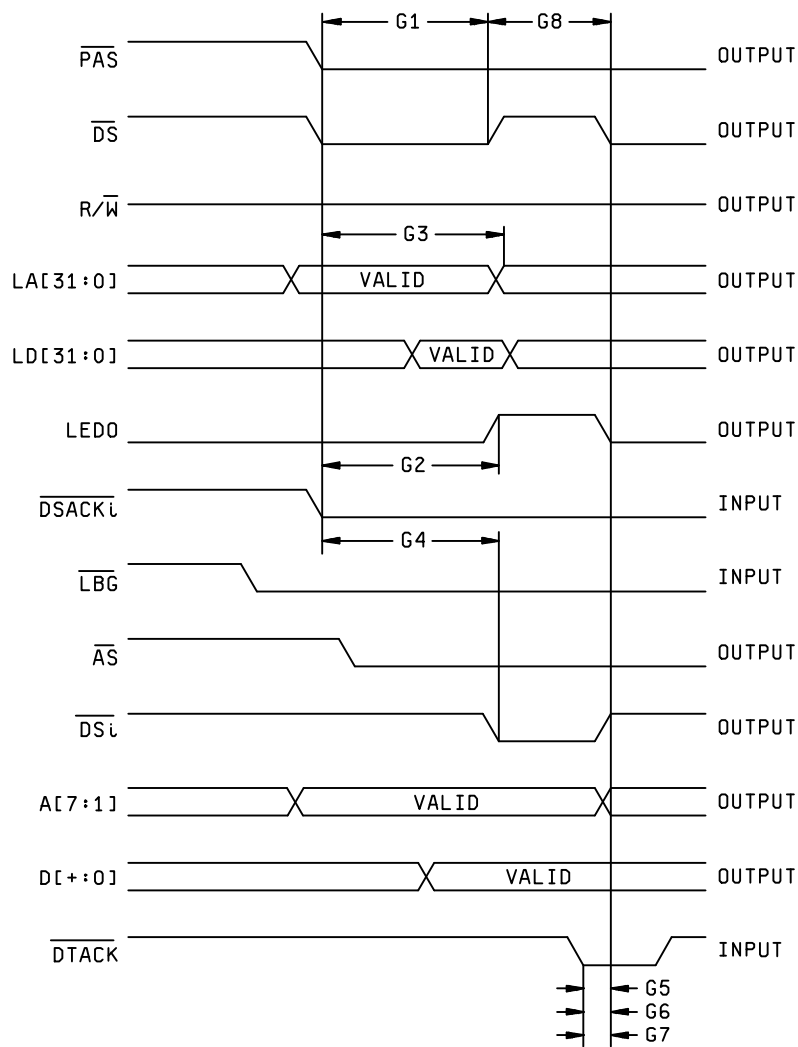 G1 G8
PAS OUTPUT
DS OUTPUT
R/W OUTPUT
G3
LA[31:0] VALID OUTPUT
LD[31:0] VALID OUTPUT
LEDO OUTPUT
G2
DSACKi INPUT
G4
LBG INPUT
AS OUTPUT
DSi OUTPUT
A[7:1] VALID OUTPUT
D[+:0] VALID OUTPUT
DTACK INPUT
G5
G6
G7